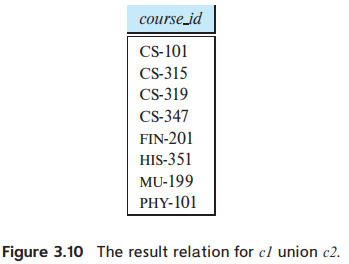 course_id
CS-101
CS-315
CS-319
CS-347
FIN-201
HIS-351
MU-199
PHY-101
Figure 3.10 The result relation for c1 union c2.